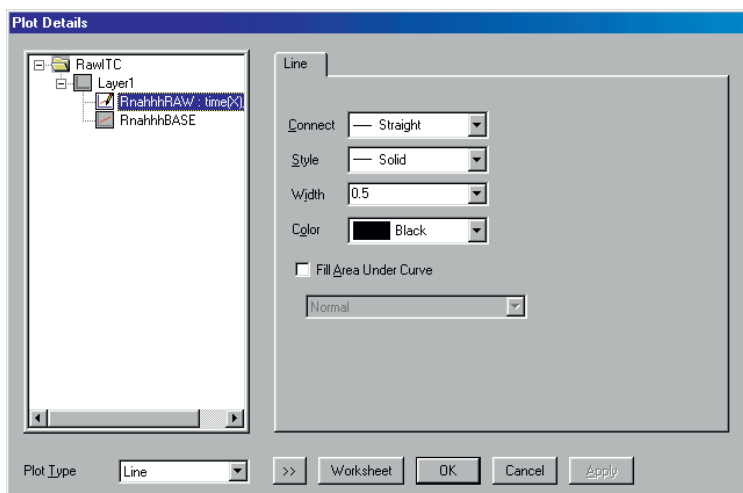 Plot Details
RawITC
Layer1
RnahhhRAW : time(X),
RnahhhBASE
Line
Connect
Straight
Style
Solid
Width
0.5
Color
Black
Fill Area Under Curve
Normal
Plot Type
Line
>>
Worksheet
OK
Cancel
Apply